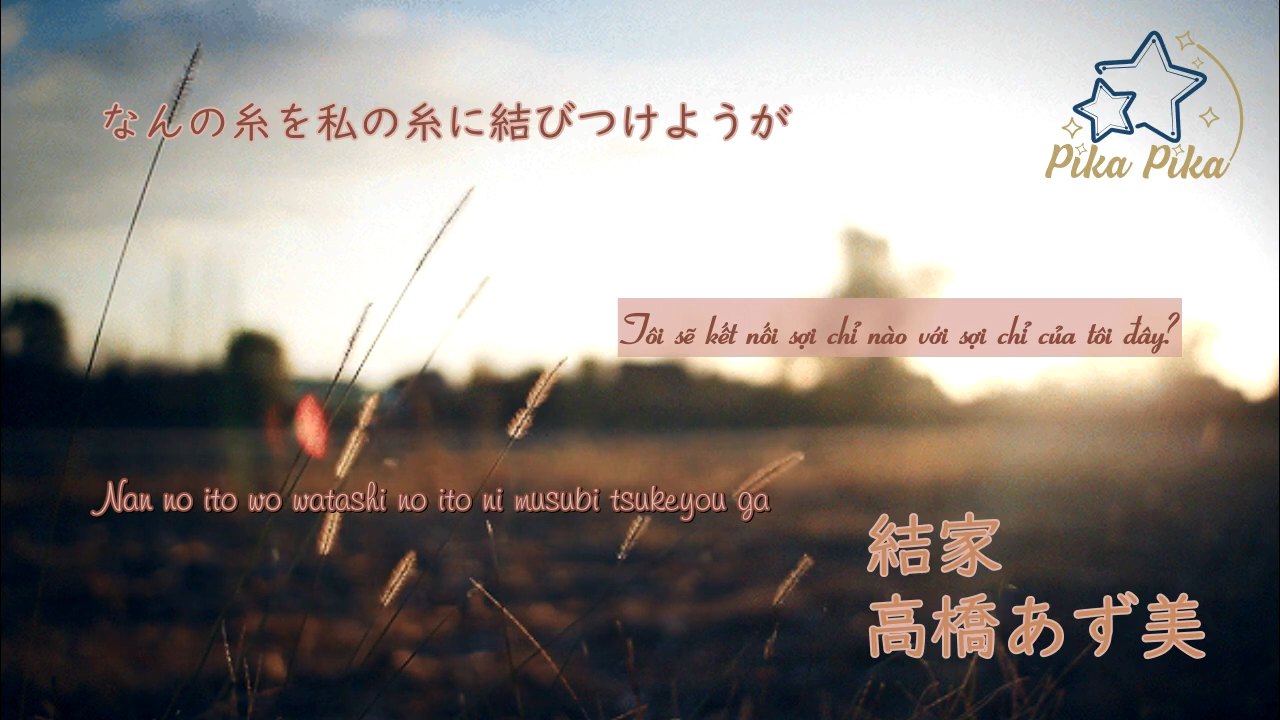 なんの糸を私の糸に結びつけようが
Pika Pika
Tôi sẽ kết nối sợi chỉ nào với sợi chỉ của tôi đây?
Nan no ito wo watashi no ito ni musubi tsukeyou ga
結家
高橋あず美